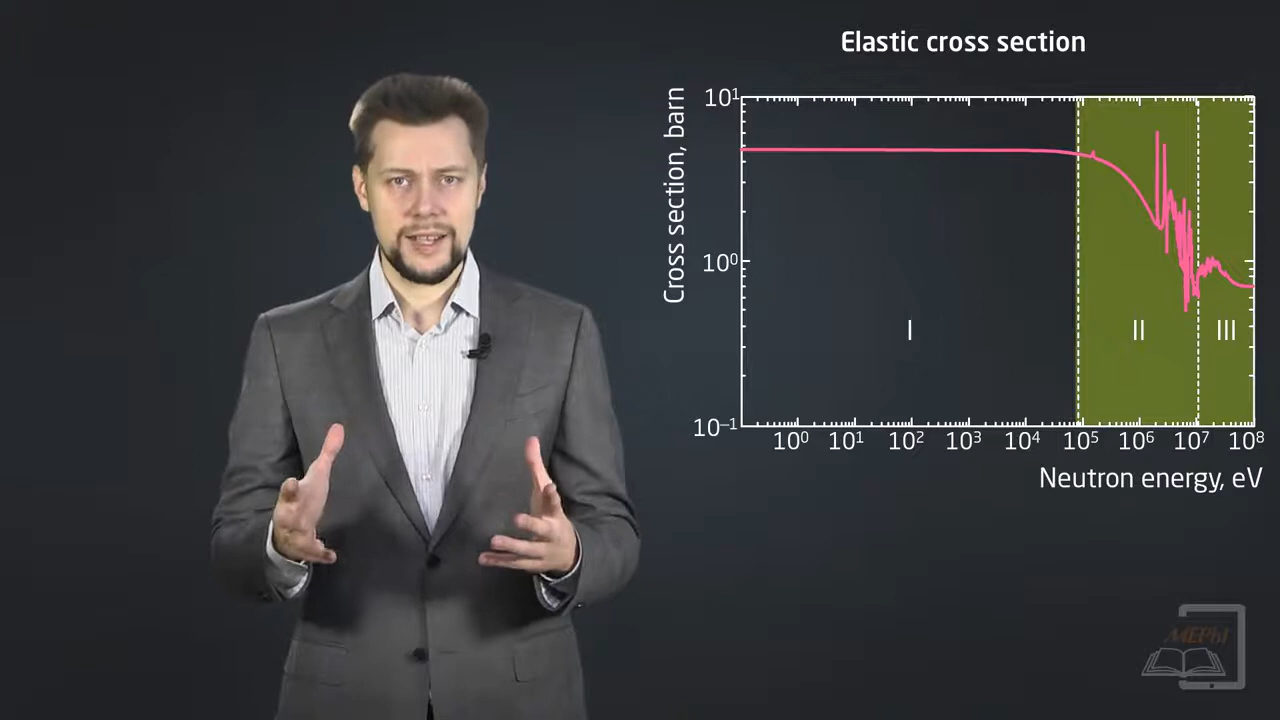 Elastic cross section
Cross section, barn
10¹
10⁰
10⁻¹
I
II
III
10⁰ 10¹ 10² 10³ 10⁴ 10⁵ 10⁶ 10⁷ 10⁸
Neutron energy, eV
MEPhI